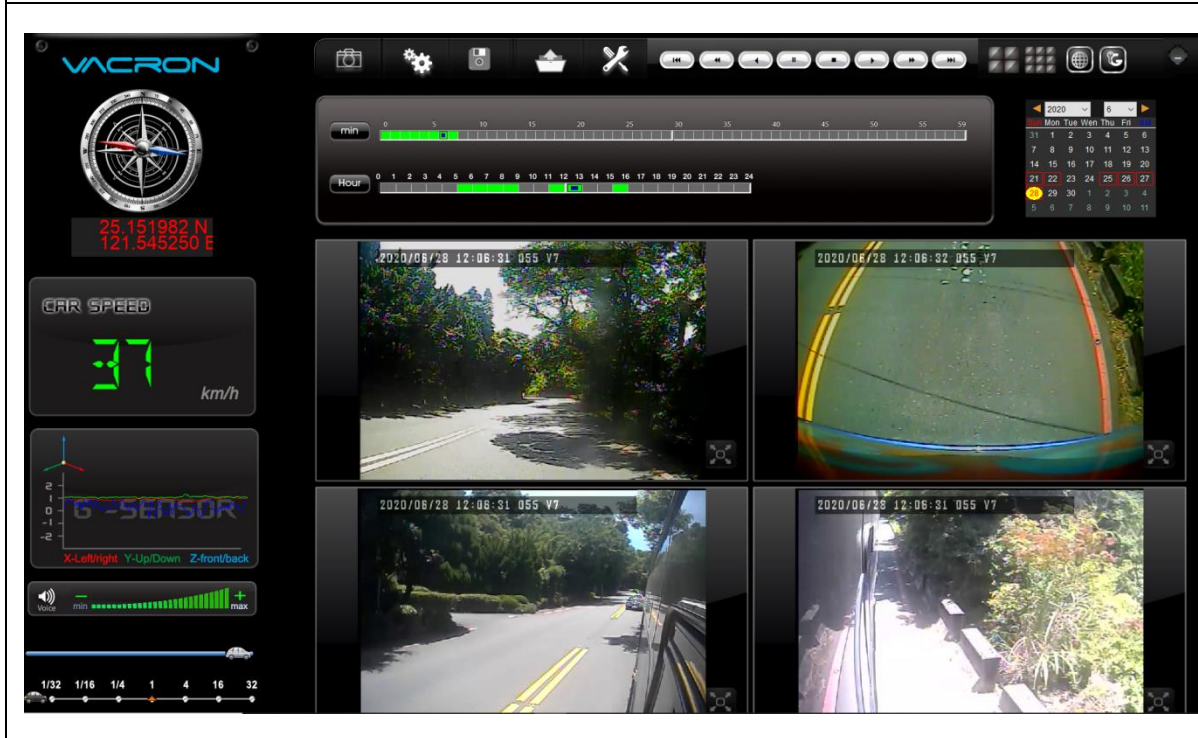 VACRON
25.151982 N
121.545250 E
CAR SPEED
37
km/h
2
1
0
-1
-2
G-SENSOR
X-Left/right Y-Up/Down Z-front/back
Voice
min
max
1/32 1/16 1/4 1 4 16 32
min
0 5 10 15 20 25 30 35 40 45 50 55 59
Hour
0 1 2 3 4 5 6 7 8 9 10 11 12 13 14 15 16 17 18 19 20 21 22 23 24
2020 6
Sun Mon Tue Wen Thu Fri Sat
31 1 2 3 4 5 6
7 8 9 10 11 12 13
14 15 16 17 18 19 20
21 22 23 24 25 26 27
28 29 30 1 2 3 4
5 6 7 8 9 10 11
2020/06/28 12:06:31 055 V7
2020/06/28 12:06:32 055 V7
2020/06/28 12:06:31 055 V7
2020/06/28 12:06:31 055 V7